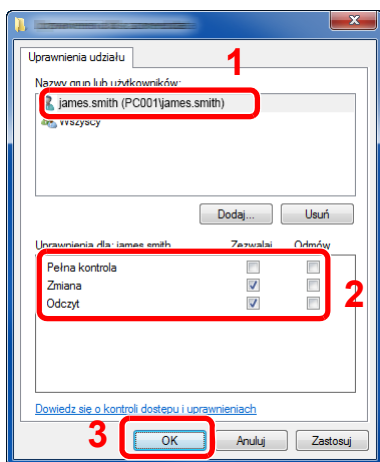 Uprawnienia udziału
1
Nazwy grup lub użytkowników:
james.smith (PC001\james.smith)
Wszyscy
Dodaj...
Usuń
Uprawnienia dla: james.smith Zezwalaj Odmów
Pełna kontrola
Zmiana
Odczyt
2
Dowiedz się o kontroli dostępu i uprawnieniach
3
OK
Anuluj
Zastosuj